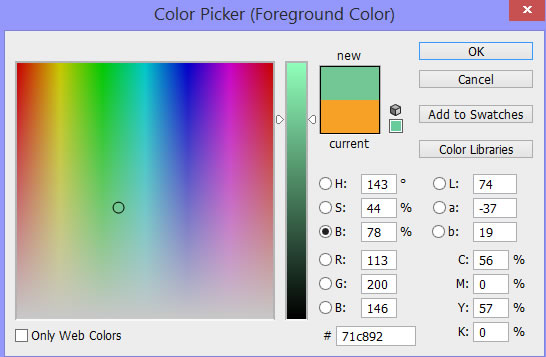 Color Picker (Foreground Color)
new
current
OK
Cancel
Add to Swatches
Color Libraries
H: 143 °
S: 44 %
B: 78 %
R: 113
G: 200
B: 146
L: 74
a: -37
b: 19
C: 56 %
M: 0 %
Y: 57 %
K: 0 %
# 71c892
Only Web Colors